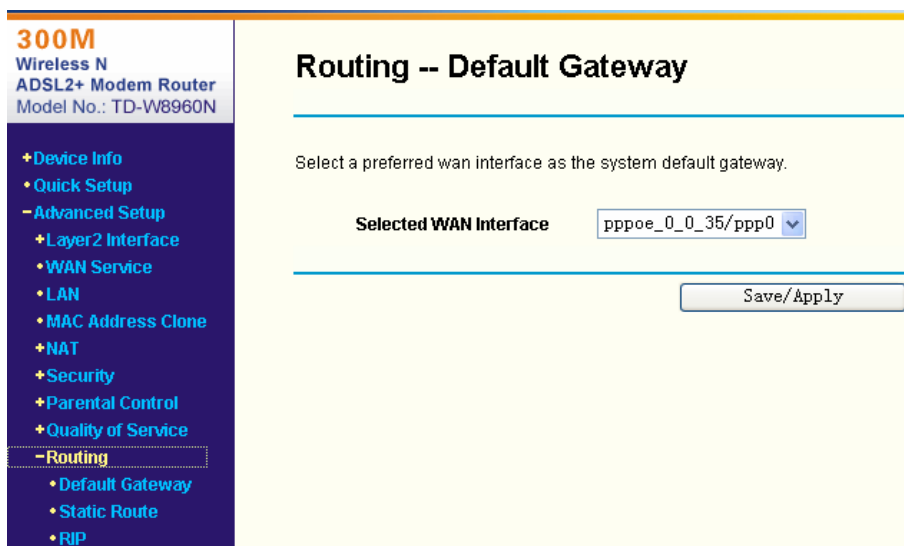 300M
Wireless N
ADSL2+ Modem Router
Model No.: TD-W8960N
+Device Info
•Quick Setup
-Advanced Setup
+Layer2 Interface
•WAN Service
•LAN
•MAC Address Clone
+NAT
+Security
+Parental Control
+Quality of Service
-Routing
•Default Gateway
•Static Route
•RIP
Routing -- Default Gateway
Select a preferred wan interface as the system default gateway.
Selected WAN Interface pppoe_0_0_35/ppp0
Save/Apply